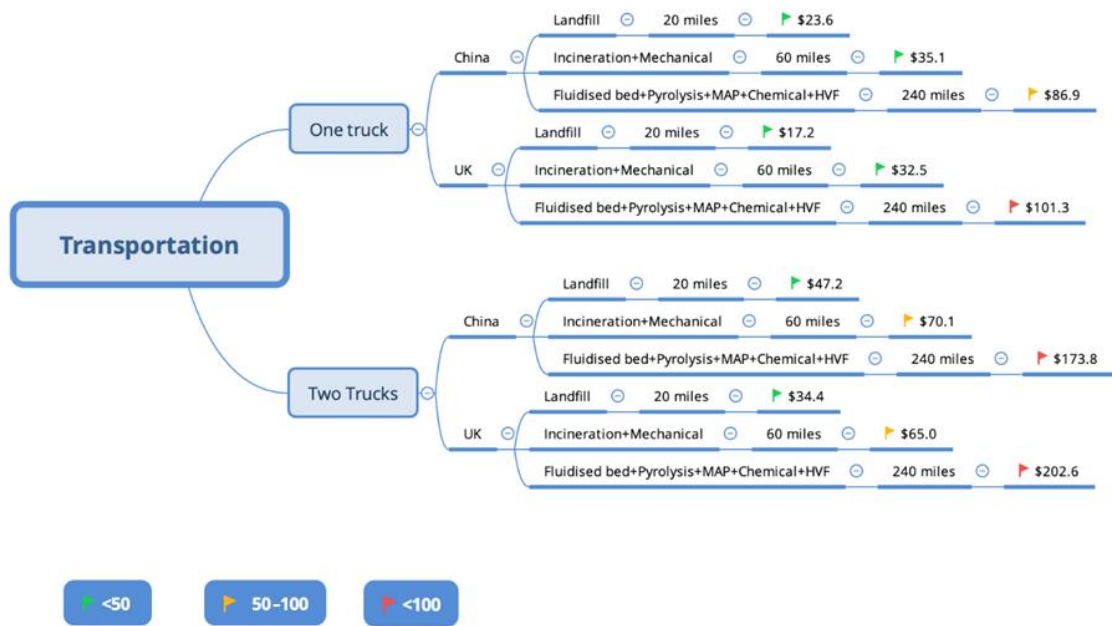 Transportation
One truck
China
Landfill 20 miles $23.6
Incineration+Mechanical 60 miles $35.1
Fluidised bed+Pyrolysis+MAP+Chemical+HVF 240 miles $86.9
UK
Landfill 20 miles $17.2
Incineration+Mechanical 60 miles $32.5
Fluidised bed+Pyrolysis+MAP+Chemical+HVF 240 miles $101.3
Two Trucks
China
Landfill 20 miles $47.2
Incineration+Mechanical 60 miles $70.1
Fluidised bed+Pyrolysis+MAP+Chemical+HVF 240 miles $173.8
UK
Landfill 20 miles $34.4
Incineration+Mechanical 60 miles $65.0
Fluidised bed+Pyrolysis+MAP+Chemical+HVF 240 miles $202.6
<50 50–100 <100